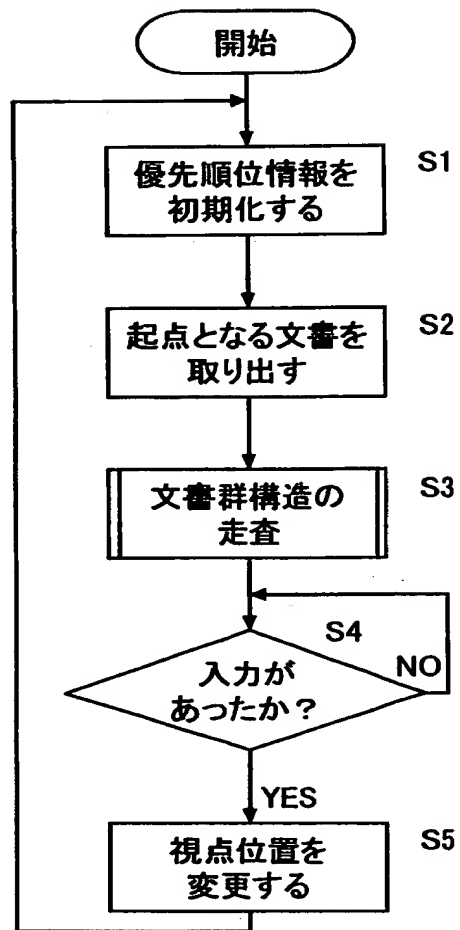 開始
優先順位情報を
初期化する
S1
起点となる文書を
取り出す
S2
文書群構造の
走査
S3
S4
入力が
あったか？
NO
YES
視点位置を
変更する
S5